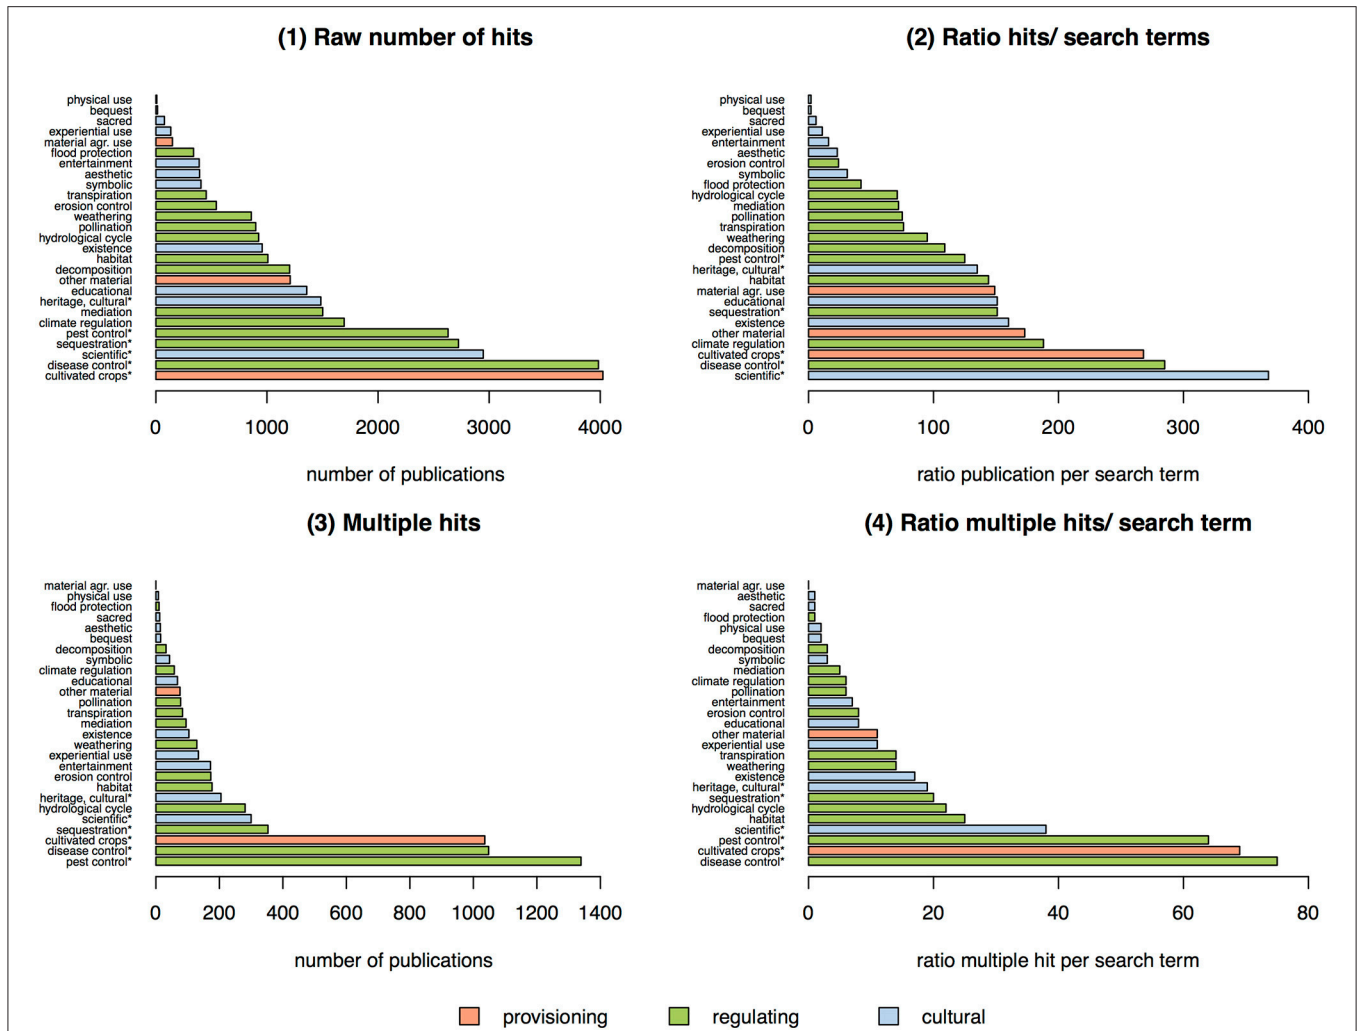 (1) Raw number of hits
physical use
bequest
sacred
experiential use
material agr. use
flood protection
entertainment
aesthetic
symbolic
transpiration
erosion control
weathering
pollination
hydrological cycle
existence
habitat
decomposition
other material
educational
heritage, cultural*
mediation
climate regulation
pest control*
sequestration*
scientific*
disease control*
cultivated crops*
0 1000 2000 3000 4000
number of publications
(2) Ratio hits/ search terms
physical use
bequest
sacred
experiential use
entertainment
aesthetic
erosion control
symbolic
flood protection
hydrological cycle
mediation
pollination
transpiration
weathering
decomposition
pest control*
heritage, cultural*
habitat
material agr. use
educational
sequestration*
existence
other material
climate regulation
cultivated crops*
disease control*
scientific*
0 100 200 300 400
ratio publication per search term
(3) Multiple hits
material agr. use
physical use
flood protection
sacred
aesthetic
bequest
decomposition
symbolic
climate regulation
educational
other material
pollination
transpiration
mediation
existence
weathering
experiential use
entertainment
erosion control
habitat
heritage, cultural*
hydrological cycle
scientific*
sequestration*
cultivated crops*
disease control*
pest control*
0 200 400 600 800 1000 1200 1400
number of publications
(4) Ratio multiple hits/ search term
material agr. use
aesthetic
sacred
flood protection
physical use
bequest
decomposition
symbolic
mediation
climate regulation
pollination
entertainment
erosion control
educational
other material
experiential use
transpiration
weathering
existence
heritage, cultural*
sequestration*
hydrological cycle
habitat
scientific*
pest control*
cultivated crops*
disease control*
0 20 40 60 80
ratio multiple hit per search term
provisioning regulating cultural